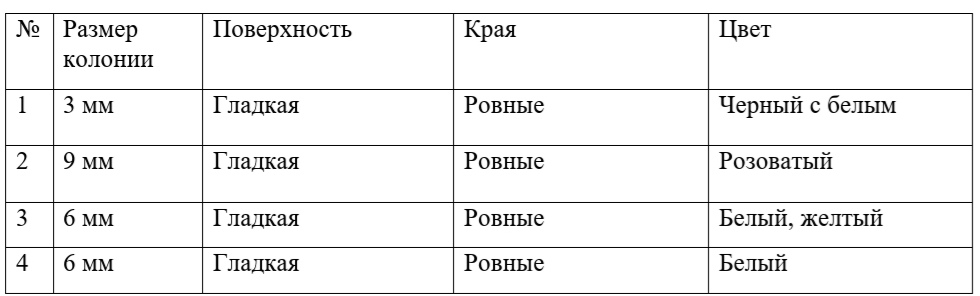 № Размер колонии Поверхность Края Цвет
1 3 мм Гладкая Ровные Черный с белым
2 9 мм Гладкая Ровные Розоватый
3 6 мм Гладкая Ровные Белый, желтый
4 6 мм Гладкая Ровные Белый